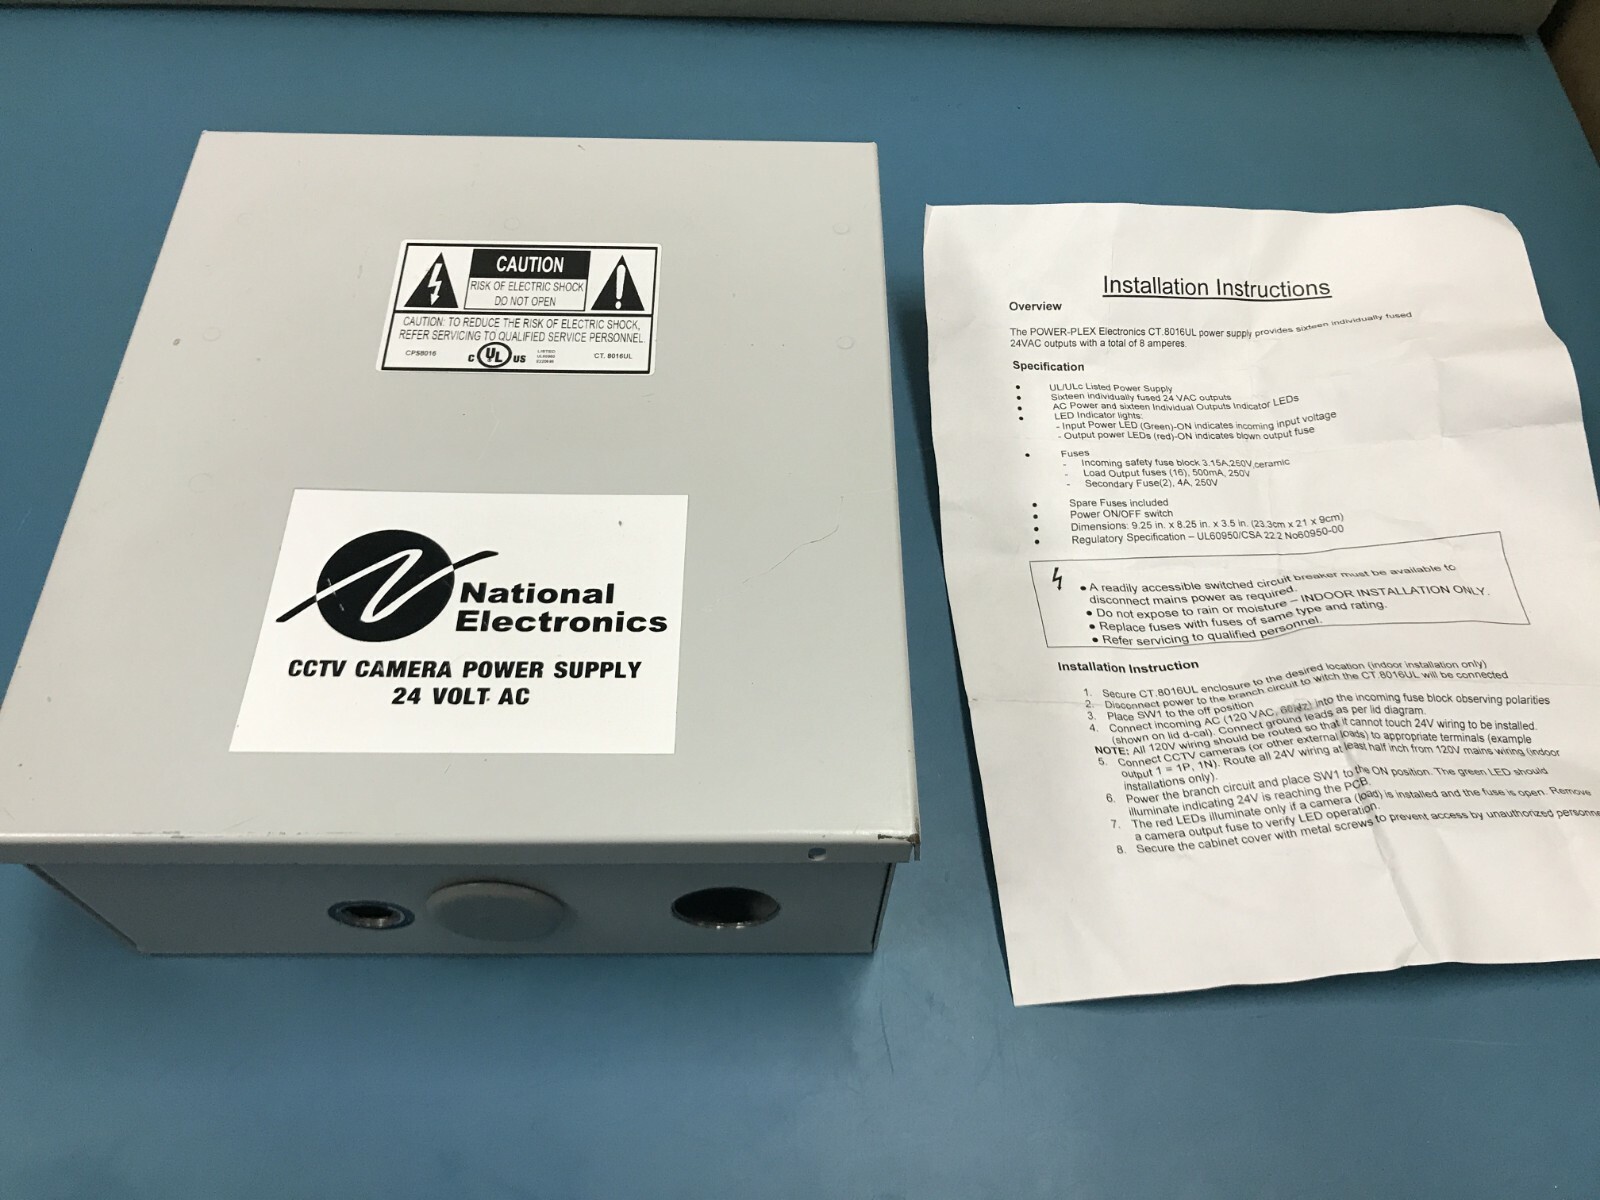 CAUTION
RISK OF ELECTRIC SHOCK
DO NOT OPEN
CAUTION: TO REDUCE THE RISK OF ELECTRIC SHOCK,
REFER SERVICING TO QUALIFIED SERVICE PERSONNEL.
CPS8016
C UL US
LISTED
CT. 8016UL
National
Electronics
CCTV CAMERA POWER SUPPLY
24 VOLT AC
Installation Instructions
Overview
The POWER-PLEX Electronics CT.8016UL power supply provides sixteen individually fused
24VAC outputs with a total of 8 amperes.
Specification
• UL/ULc Listed Power Supply
• Sixteen individually fused 24 VAC outputs
• AC Power and sixteen Individual Outputs Indicator LEDs
• LED Indicator lights:
- Input Power LED (Green)-ON indicates incoming input voltage
- Output power LEDs (red)-ON indicates blown output fuse
• Fuses
- Incoming safety fuse block 3.15A,250V,ceramic
- Load Output fuses (16), 500mA, 250V
- Secondary Fuse(2), 4A, 250V
• Spare Fuses included
• Power ON/OFF switch
• Dimensions: 9.25 in. x 8.25 in. x 3.5 in. (23.3cm x 21 x 9cm)
• Regulatory Specification – UL60950/CSA 22.2 No60950-00
• A readily accessible switched circuit breaker must be available to
disconnect mains power as required.
• Do not expose to rain or moisture – INDOOR INSTALLATION ONLY.
• Replace fuses with fuses of same type and rating.
• Refer servicing to qualified personnel.
Installation Instruction
1. Secure CT.8016UL enclosure to the desired location (indoor installation only)
2. Disconnect power to the branch circuit to witch the CT.8016UL will be connected
3. Place SW1 to the off position
4. Connect incoming AC (120 VAC, 60Hz) into the incoming fuse block observing polarities
(shown on lid d-cal). Connect ground leads as per lid diagram.
NOTE: All 120V wiring should be routed so that it cannot touch 24V wiring to be installed.
5. Connect CCTV cameras (or other external loads) to appropriate terminals (example
output 1 = 1P, 1N). Route all 24V wiring at least half inch from 120V mains wiring (indoor
installations only).
6. Power the branch circuit and place SW1 to the ON position. The green LED should
illuminate indicating 24V is reaching the PCB.
7. The red LEDs illuminate only if a camera (load) is installed and the fuse is open. Remove
a camera output fuse to verify LED operation.
8. Secure the cabinet cover with metal screws to prevent access by unauthorized personne